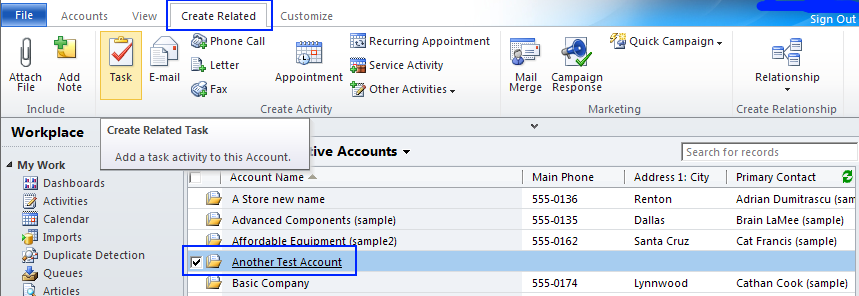 File Accounts View Create Related Customize
Sign Out
Attach File
Add Note
Task
E-mail
Phone Call
Letter
Fax
Appointment
Recurring Appointment
Service Activity
Other Activities
Mail Merge
Campaign Response
Quick Campaign
Relationship
Include Create Activity Marketing Create Relationship
Workplace
Create Related Task
Add a task activity to this Account.
tive Accounts
Search for records
My Work
Dashboards
Activities
Calendar
Imports
Duplicate Detection
Queues
Articles
Account Name Main Phone Address 1: City Primary Contact
A Store new name 555-0136 Renton Adrian Dumitrascu (sample)
Advanced Components (sample) 555-0135 Dallas Brain LaMee (sample)
Affordable Equipment (sample2) 555-0162 Santa Cruz Cat Francis (sample)
Another Test Account
Basic Company 555-0174 Lynnwood Cathan Cook (sample)